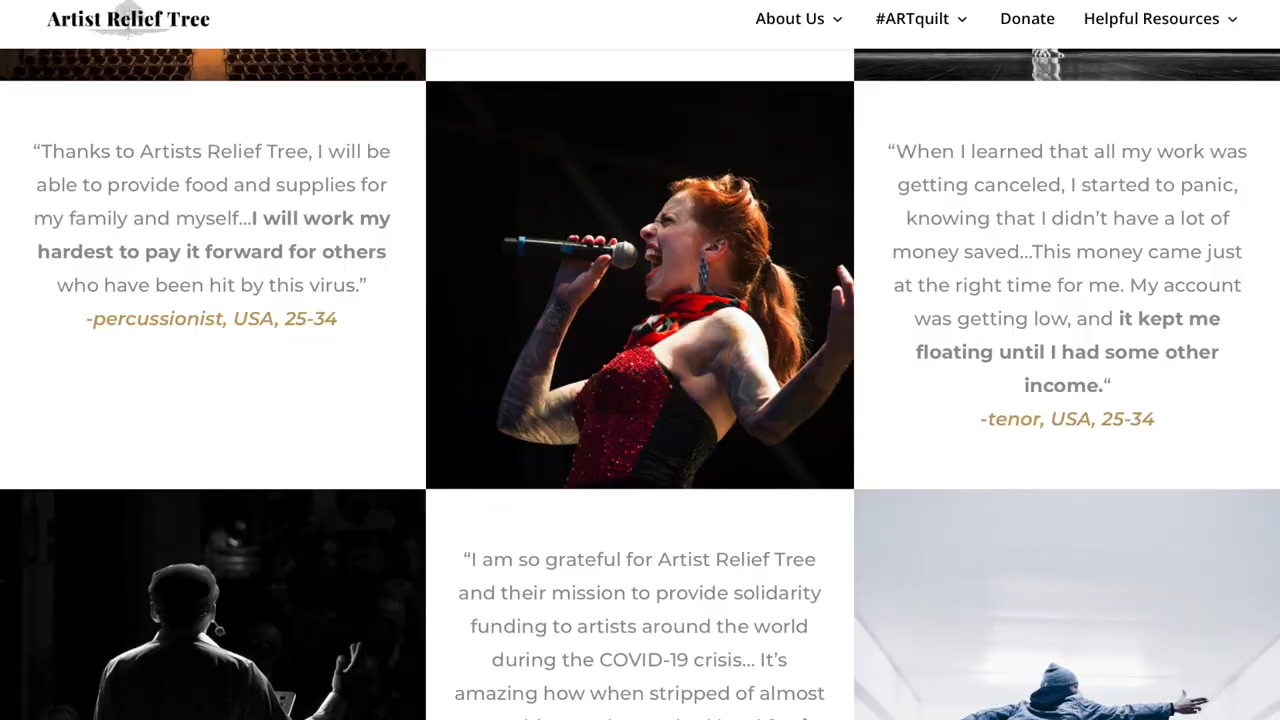 Artist Relief Tree
About Us
#ARTquilt
Donate
Helpful Resources
“Thanks to Artists Relief Tree, I will be
able to provide food and supplies for
my family and myself...I will work my
hardest to pay it forward for others
who have been hit by this virus.”
-percussionist, USA, 25-34
“When I learned that all my work was
getting canceled, I started to panic,
knowing that I didn’t have a lot of
money saved...This money came just
at the right time for me. My account
was getting low, and it kept me
floating until I had some other
income.“
-tenor, USA, 25-34
“I am so grateful for Artist Relief Tree
and their mission to provide solidarity
funding to artists around the world
during the COVID-19 crisis... It’s
amazing how when stripped of almost